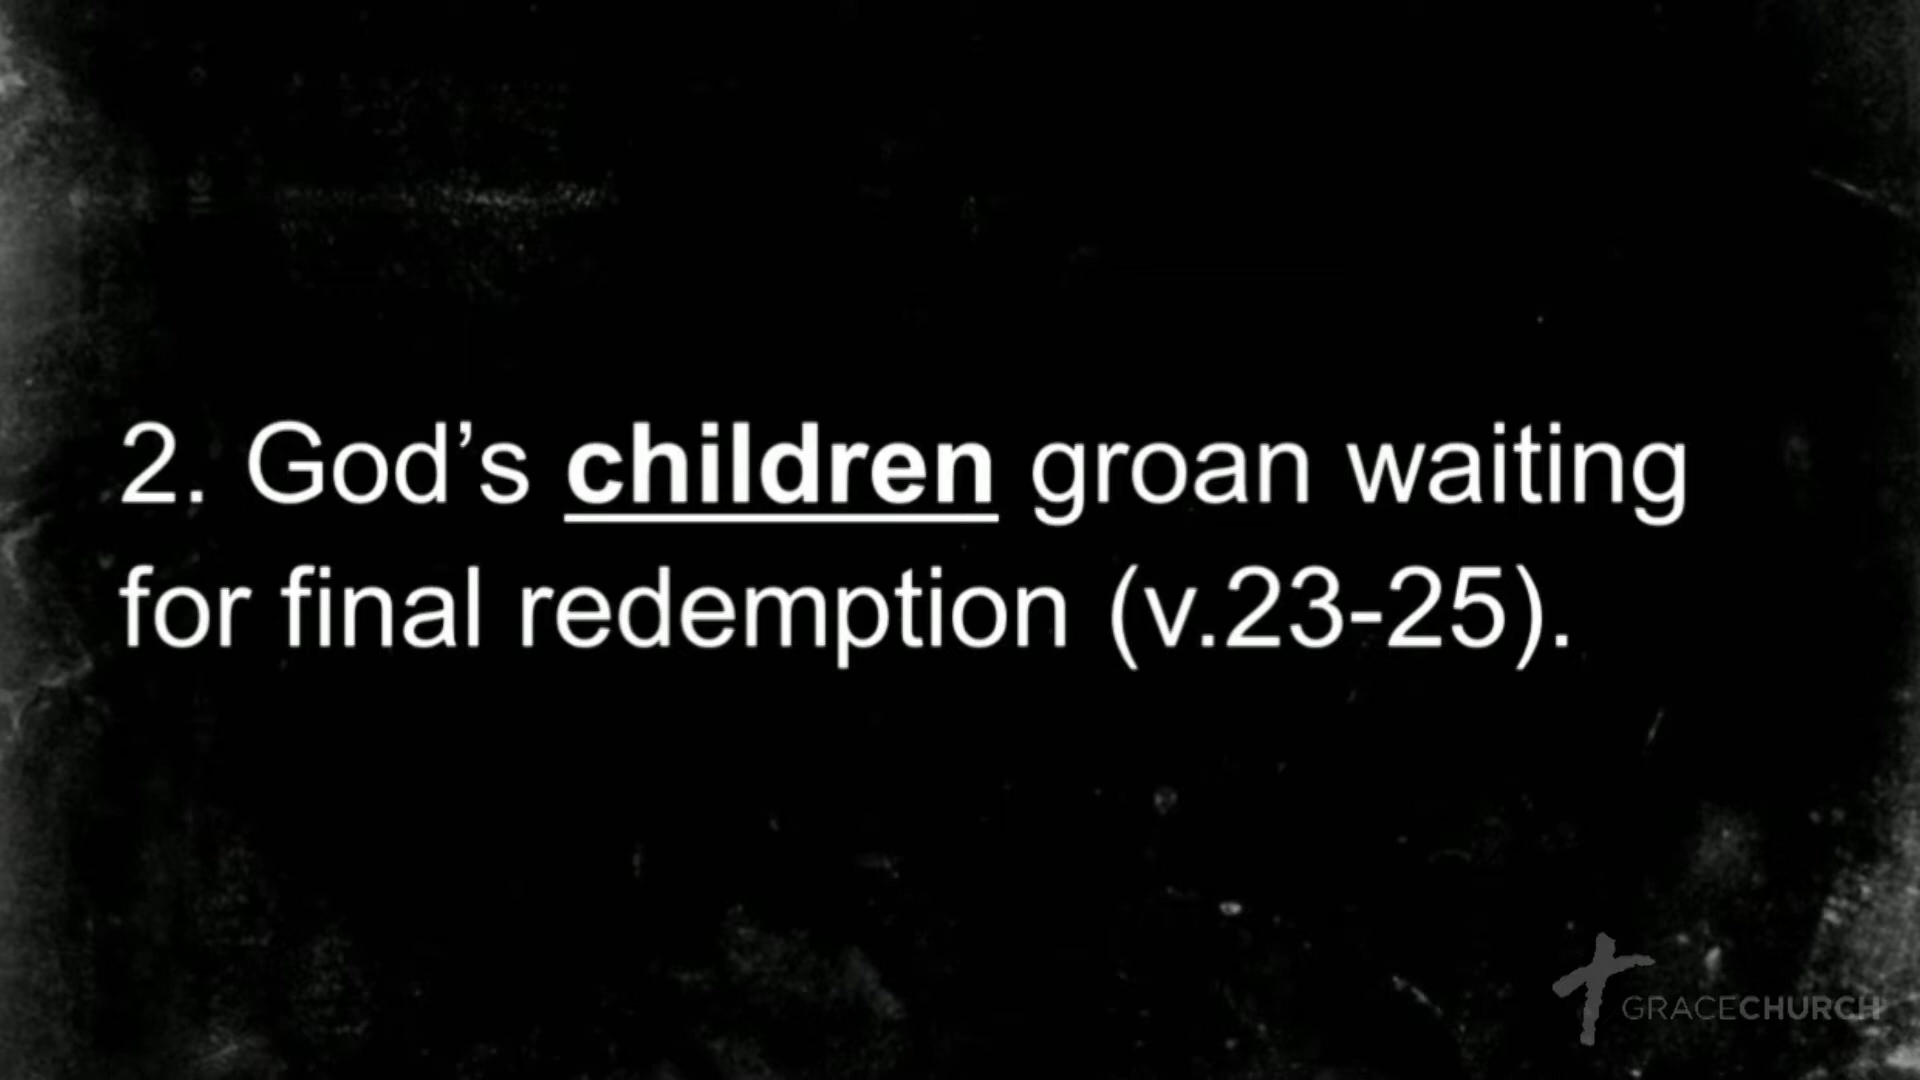 2. God’s children groan waiting
for final redemption (v.23-25).
GRACECHURCH